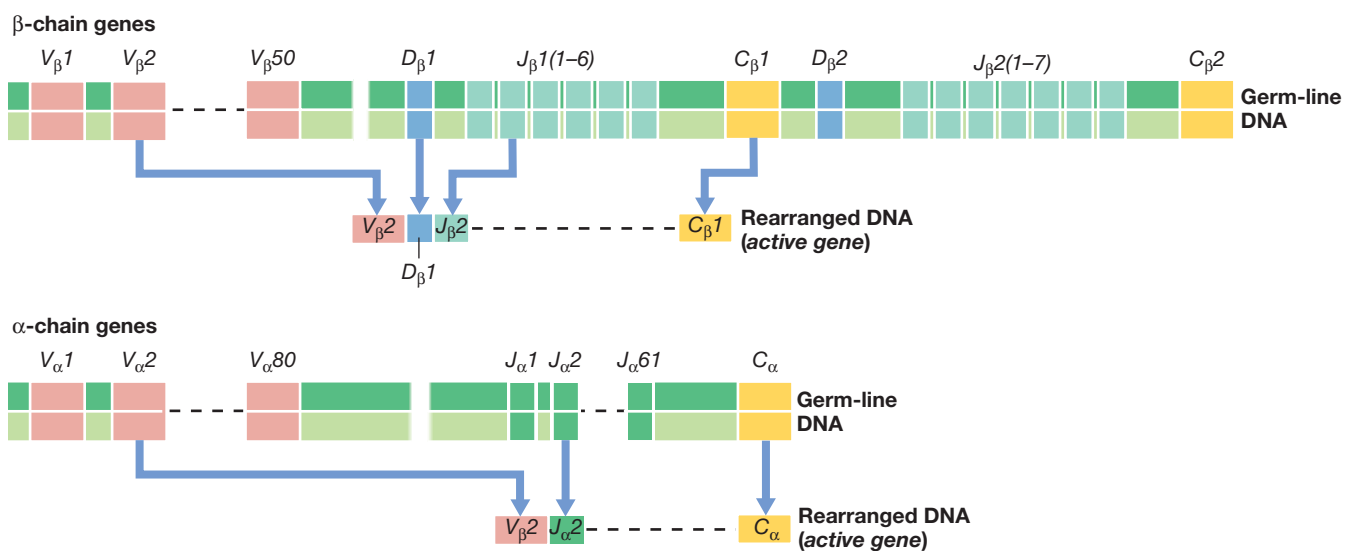 β-chain genes
Vβ1 Vβ2 Vβ50 Dβ1 Jβ1(1–6) Cβ1 Dβ2 Jβ2(1–7) Cβ2
Germ-line
DNA
Vβ2 Jβ2 Cβ1 Rearranged DNA
(active gene)
Dβ1
α-chain genes
Vα1 Vα2 Vα80 Jα1 Jα2 Jα61 Cα
Germ-line
DNA
Vβ2 Jα2 Cα Rearranged DNA
(active gene)